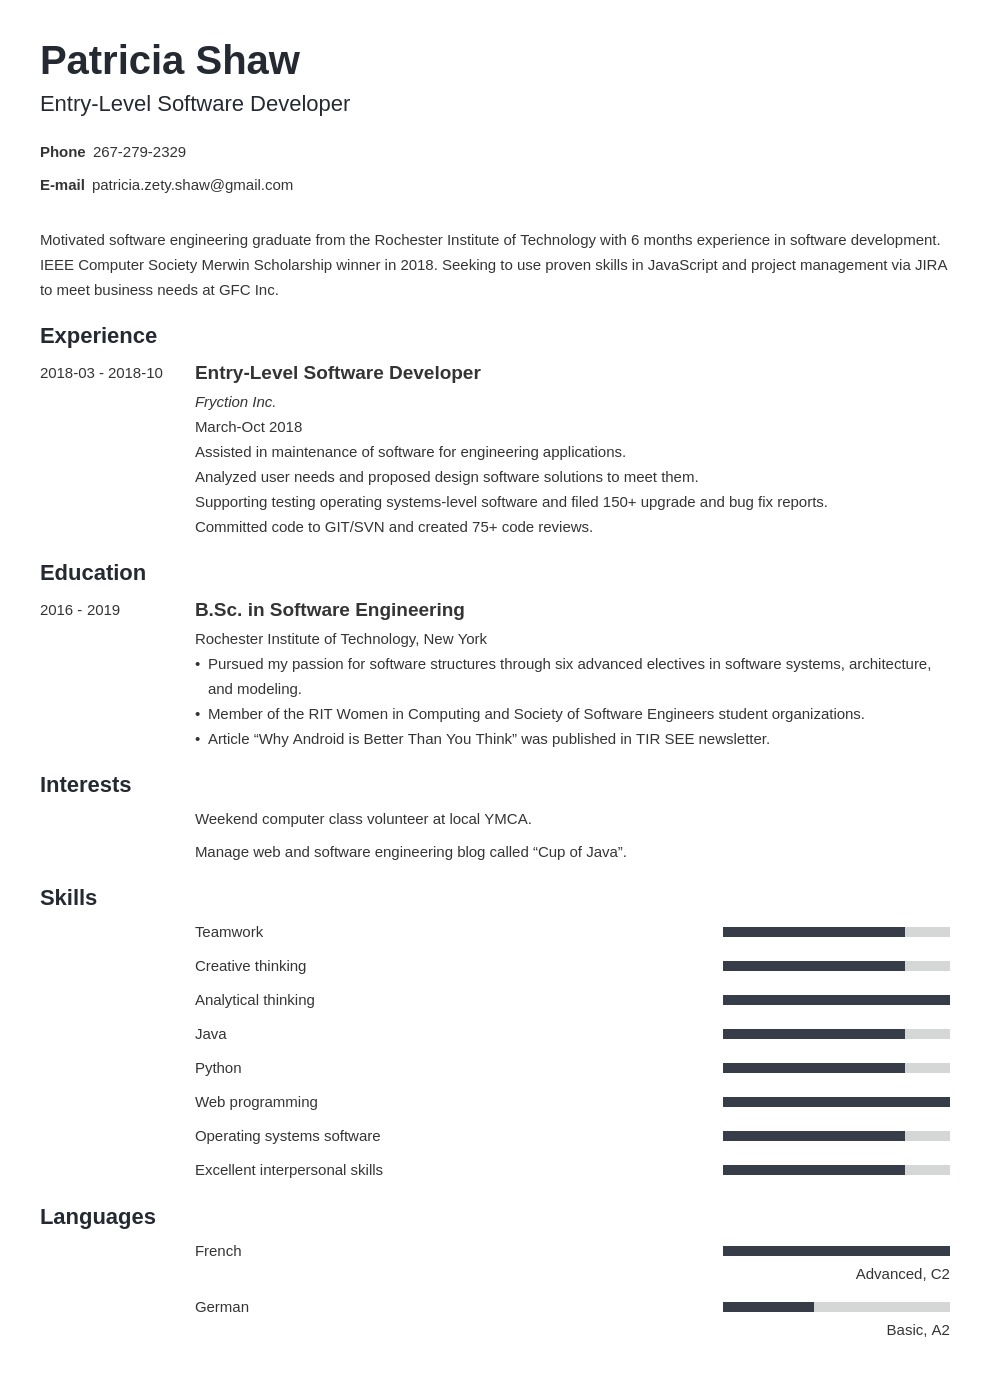 Patricia Shaw
Entry-Level Software Developer
Phone 267-279-2329
E-mail patricia.zety.shaw@gmail.com
Motivated software engineering graduate from the Rochester Institute of Technology with 6 months experience in software development.
IEEE Computer Society Merwin Scholarship winner in 2018. Seeking to use proven skills in JavaScript and project management via JIRA
to meet business needs at GFC Inc.
Experience
2018-03 - 2018-10 Entry-Level Software Developer
Fryction Inc.
March-Oct 2018
Assisted in maintenance of software for engineering applications.
Analyzed user needs and proposed design software solutions to meet them.
Supporting testing operating systems-level software and filed 150+ upgrade and bug fix reports.
Committed code to GIT/SVN and created 75+ code reviews.
Education
2016 - 2019 B.Sc. in Software Engineering
Rochester Institute of Technology, New York
• Pursued my passion for software structures through six advanced electives in software systems, architecture,
and modeling.
• Member of the RIT Women in Computing and Society of Software Engineers student organizations.
• Article “Why Android is Better Than You Think” was published in TIR SEE newsletter.
Interests
Weekend computer class volunteer at local YMCA.
Manage web and software engineering blog called “Cup of Java”.
Skills
Teamwork
Creative thinking
Analytical thinking
Java
Python
Web programming
Operating systems software
Excellent interpersonal skills
Languages
French
Advanced, C2
German
Basic, A2